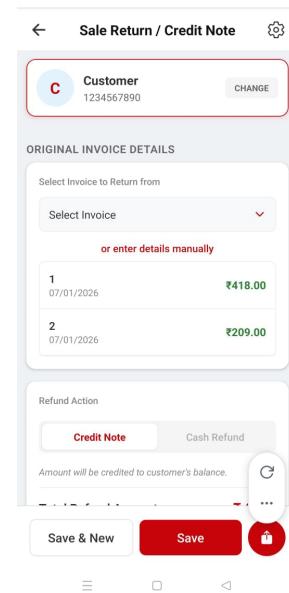 Sale Return / Credit Note
C
Customer
1234567890
CHANGE
ORIGINAL INVOICE DETAILS
Select Invoice to Return from
Select Invoice
or enter details manually
1
07/01/2026
₹418.00
2
07/01/2026
₹209.00
Refund Action
Credit Note
Cash Refund
Amount will be credited to customer's balance.
Save & New
Save